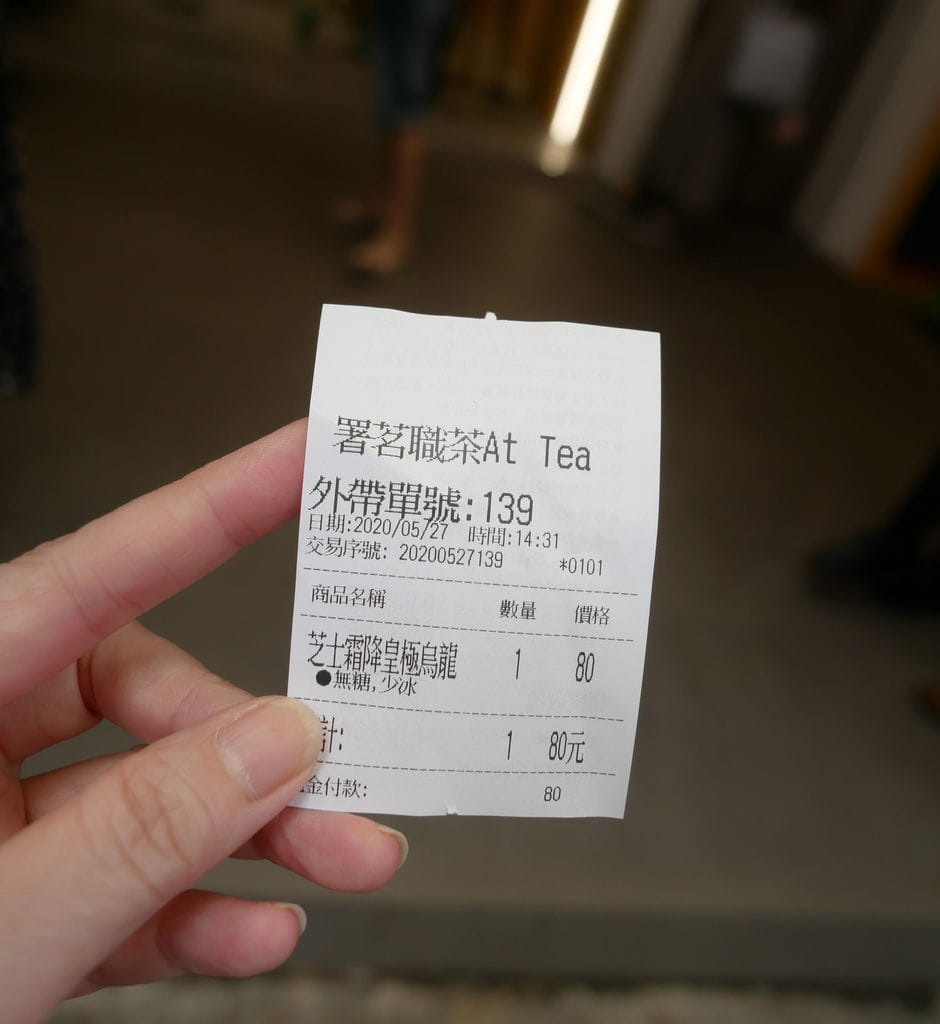 署茗職茶At Tea
外帶單號:139
日期:2020/05/27 時間:14:31
交易序號: 20200527139 *0101
商品名稱 數量 價格
芝士霜降皇極烏龍 1 80
●無糖,少冰
計: 1 80元
金付款: 80